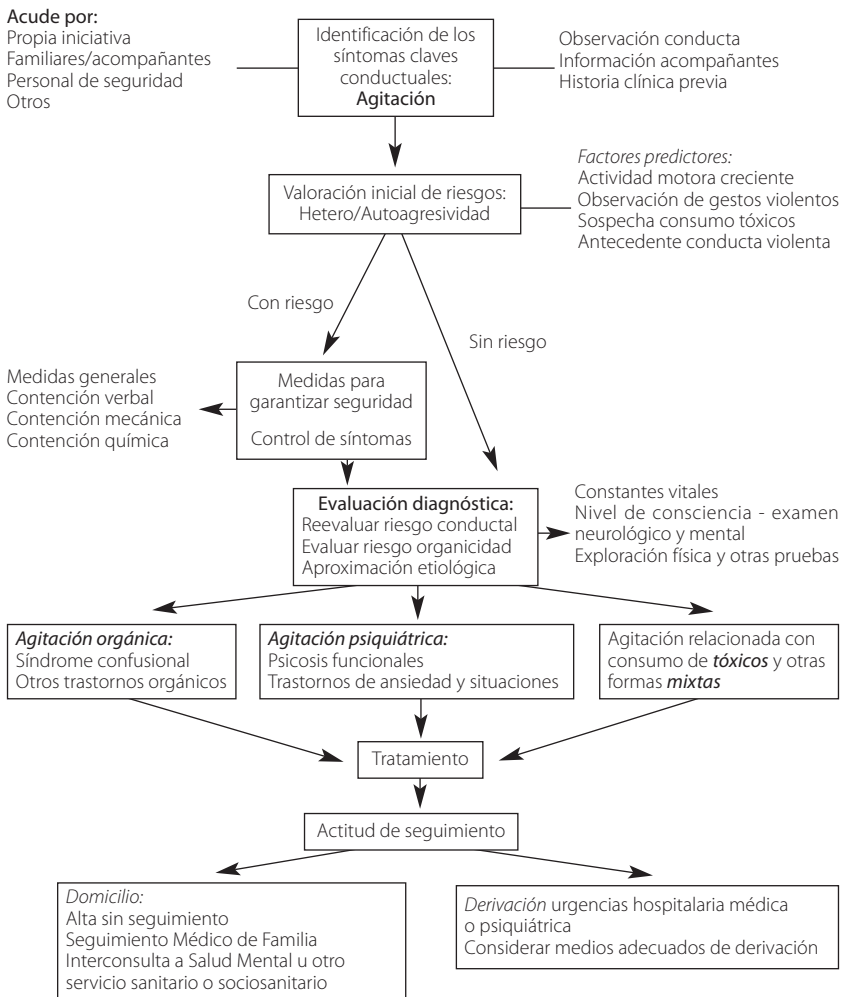 Acude por:
Propia iniciativa
Familiares/acompañantes
Personal de seguridad
Otros
Identificación de los
síntomas claves
conductuales:
Agitación
Observación conducta
Información acompañantes
Historia clínica previa
Valoración inicial de riesgos:
Hetero/Autoagresividad
Factores predictores:
Actividad motora creciente
Observación de gestos violentos
Sospecha consumo tóxicos
Antecedente conducta violenta
Con riesgo
Sin riesgo
Medidas generales
Contención verbal
Contención mecánica
Contención química
Medidas para
garantizar seguridad
Control de síntomas
Evaluación diagnóstica:
Reevaluar riesgo conductal
Evaluar riesgo organicidad
Aproximación etiológica
Constantes vitales
Nivel de consciencia - examen
neurológico y mental
Exploración física y otras pruebas
Agitación orgánica:
Síndrome confusional
Otros trastornos orgánicos
Agitación psiquiátrica:
Psicosis funcionales
Trastornos de ansiedad y situaciones
Agitación relacionada con
consumo de tóxicos y otras
formas mixtas
Tratamiento
Actitud de seguimiento
Domicilio:
Alta sin seguimiento
Seguimiento Médico de Familia
Interconsulta a Salud Mental u otro
servicio sanitario o sociosanitario
Derivación urgencias hospitalaria médica
o psiquiátrica
Considerar medios adecuados de derivación